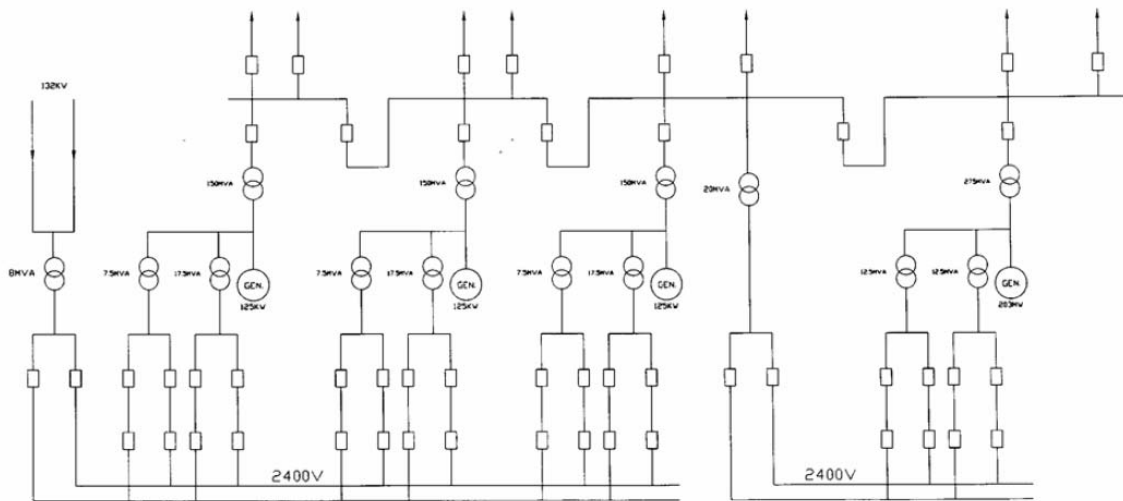 132KV
150MVA
150MVA
150MVA
20MVA
275MVA
8MVA
7.5MVA
17.5MVA
GEN.
125KW
7.5MVA
17.5MVA
GEN.
125KW
7.5MVA
17.5MVA
GEN.
125KW
12.5MVA
12.5MVA
GEN.
203MW
2400V
2400V